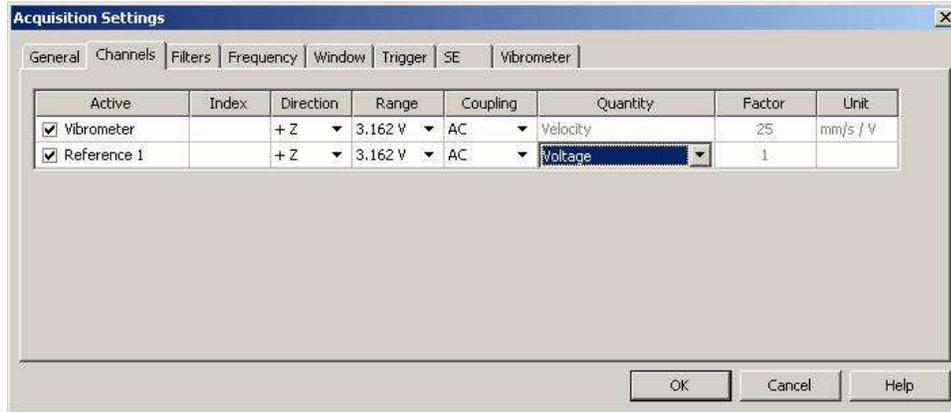 Acquisition Settings
General Channels Filters Frequency Window Trigger SE Vibrometer
Active Index Direction Range Coupling Quantity Factor Unit
Vibrometer + Z 3.162 V AC Velocity 25 mm/s / V
Reference 1 + Z 3.162 V AC Voltage 1
OK Cancel Help